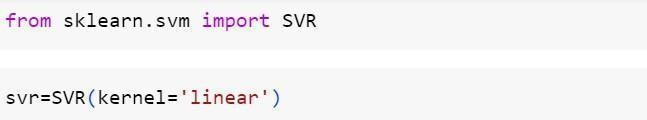 from sklearn.svm import SVR
svr=SVR(kernel='linear')